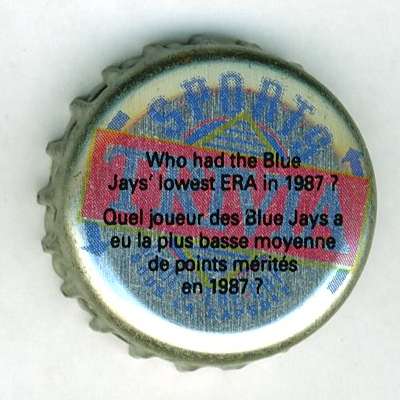 SPORTS
TRIVIA
Who had the Blue
Jays' lowest ERA in 1987 ?
Quel joueur des Blue Jays a
eu la plus basse moyenne
de points mérités
en 1987 ?